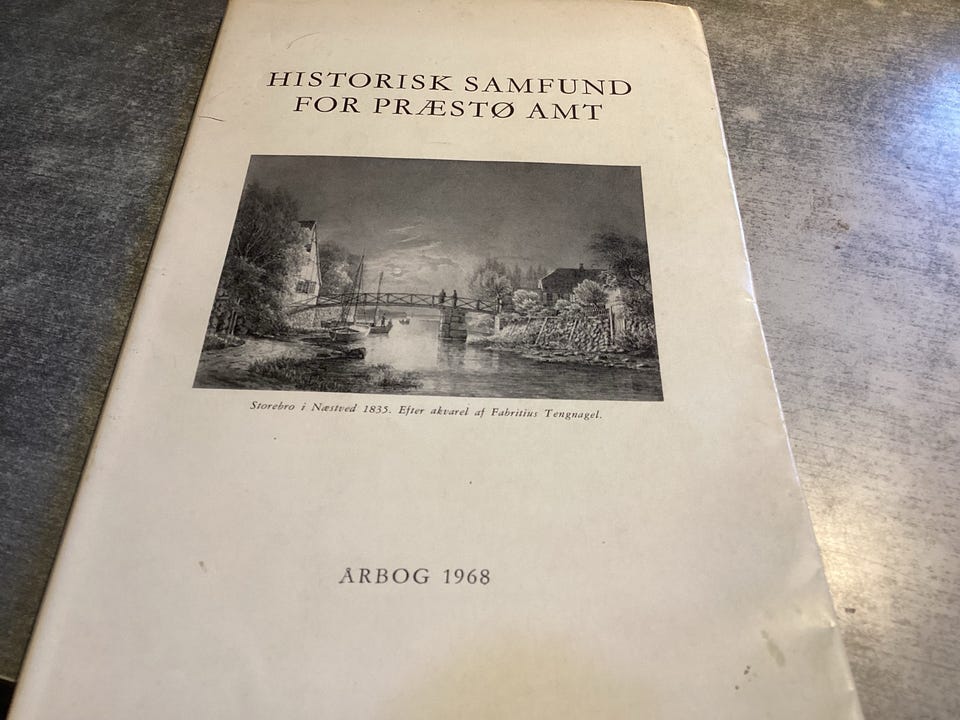 HISTORISK SAMFUND
FOR PRÆSTØ AMT
Storebro i Næstved 1835. Efter akvarel af Fabritius Tengnagel.
ÅRBOG 1968